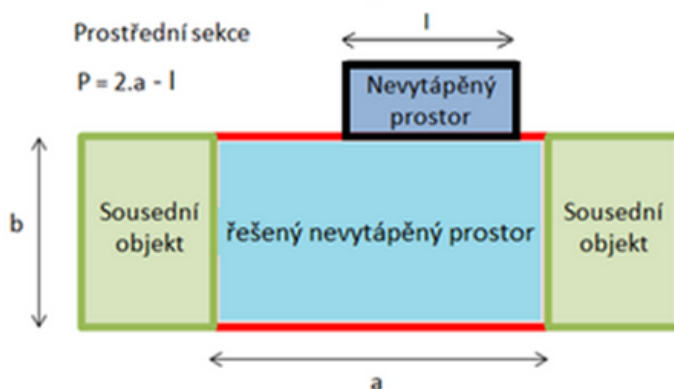 Prostřední sekce
l
P = 2.a - l
Nevytápěný
prostor
b
Sousední
objekt
řešený nevytápěný prostor
Sousední
objekt
a